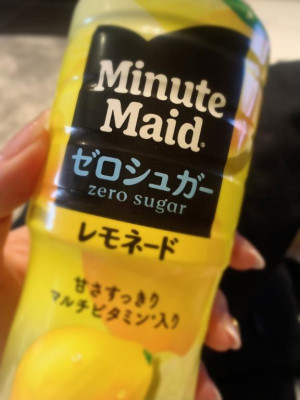 Minute
Maid
ゼロシュガー
zero sugar
レモネード
甘さすっきり
マルチビタミン*入り